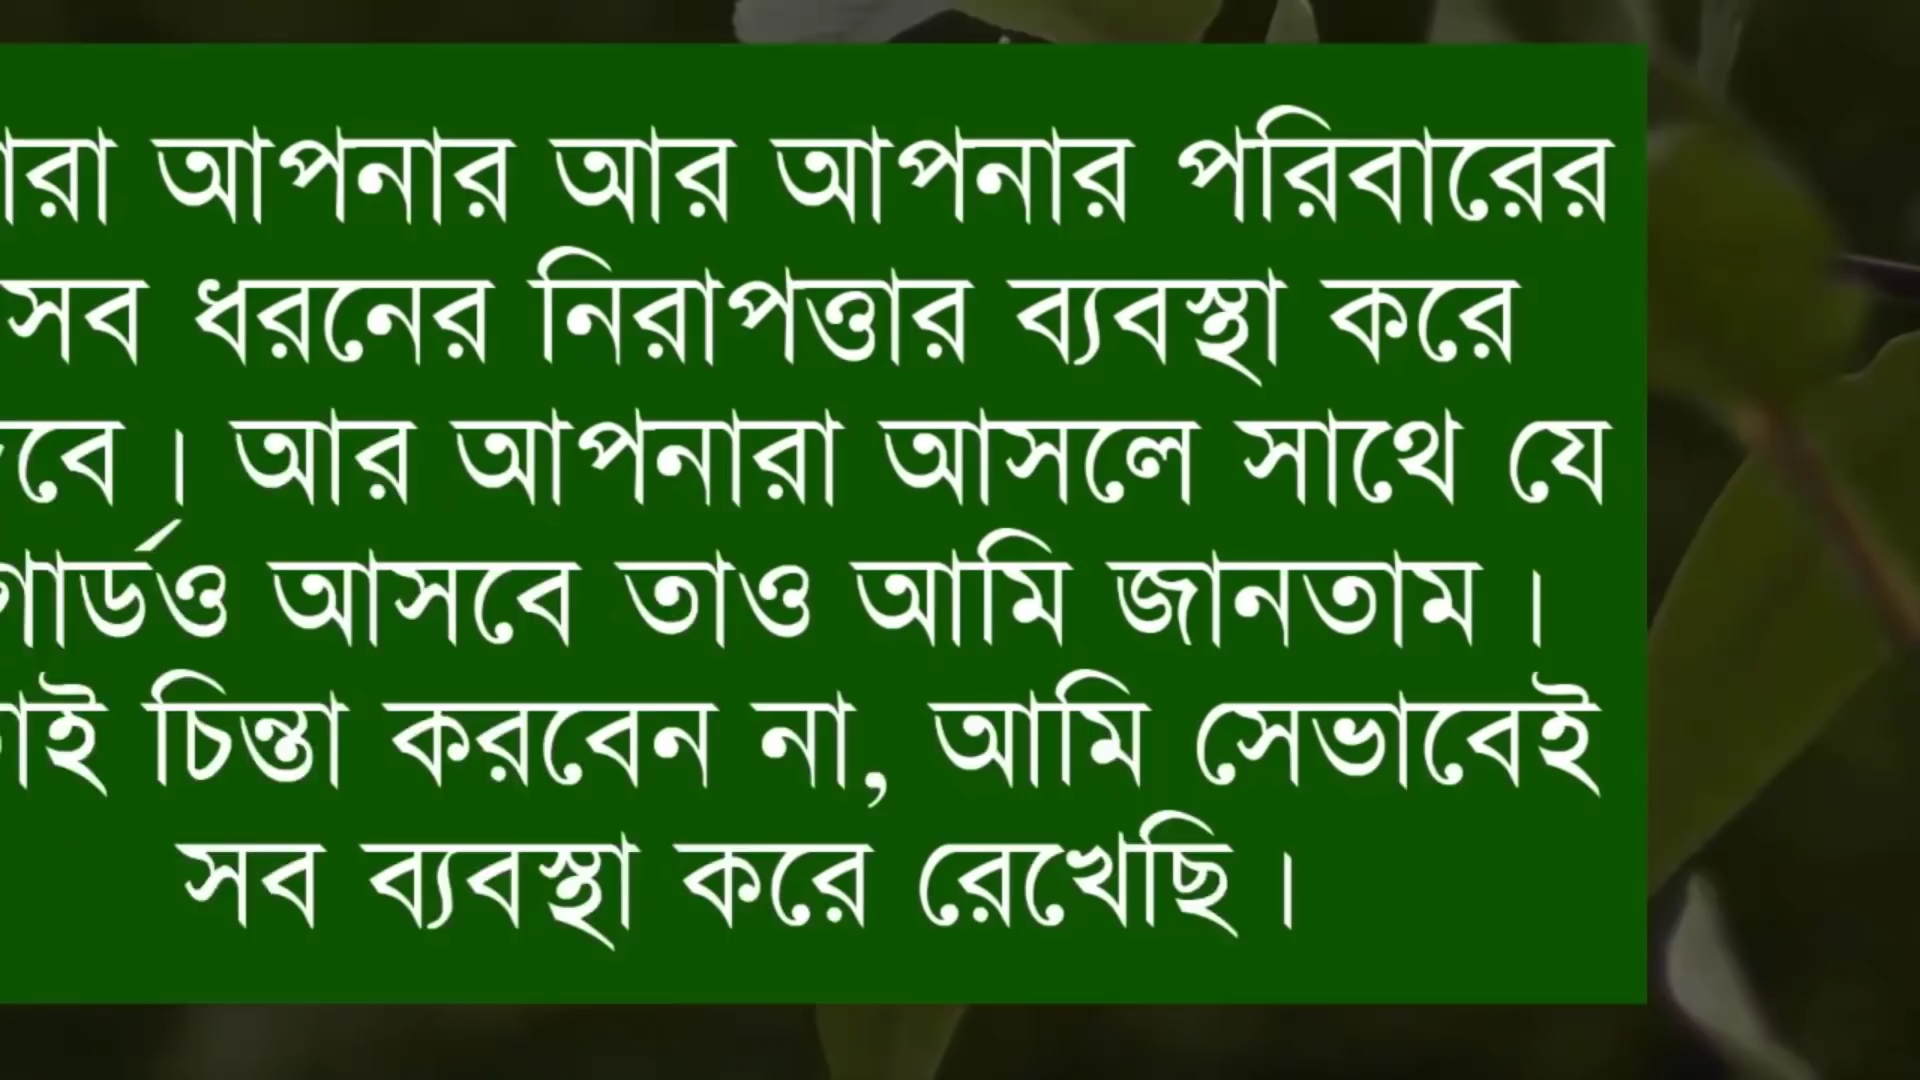 আপনার আর আপনার পরিবারের
সব ধরনের নিরাপত্তার ব্যবস্থা করে
। আর আপনারা আসলে সাথে যে
গার্ডও আসবে তাও আমি জানতাম ।
চিন্তা করবেন না, আমি সেভাবেই
সব ব্যবস্থা করে রেখেছি ।